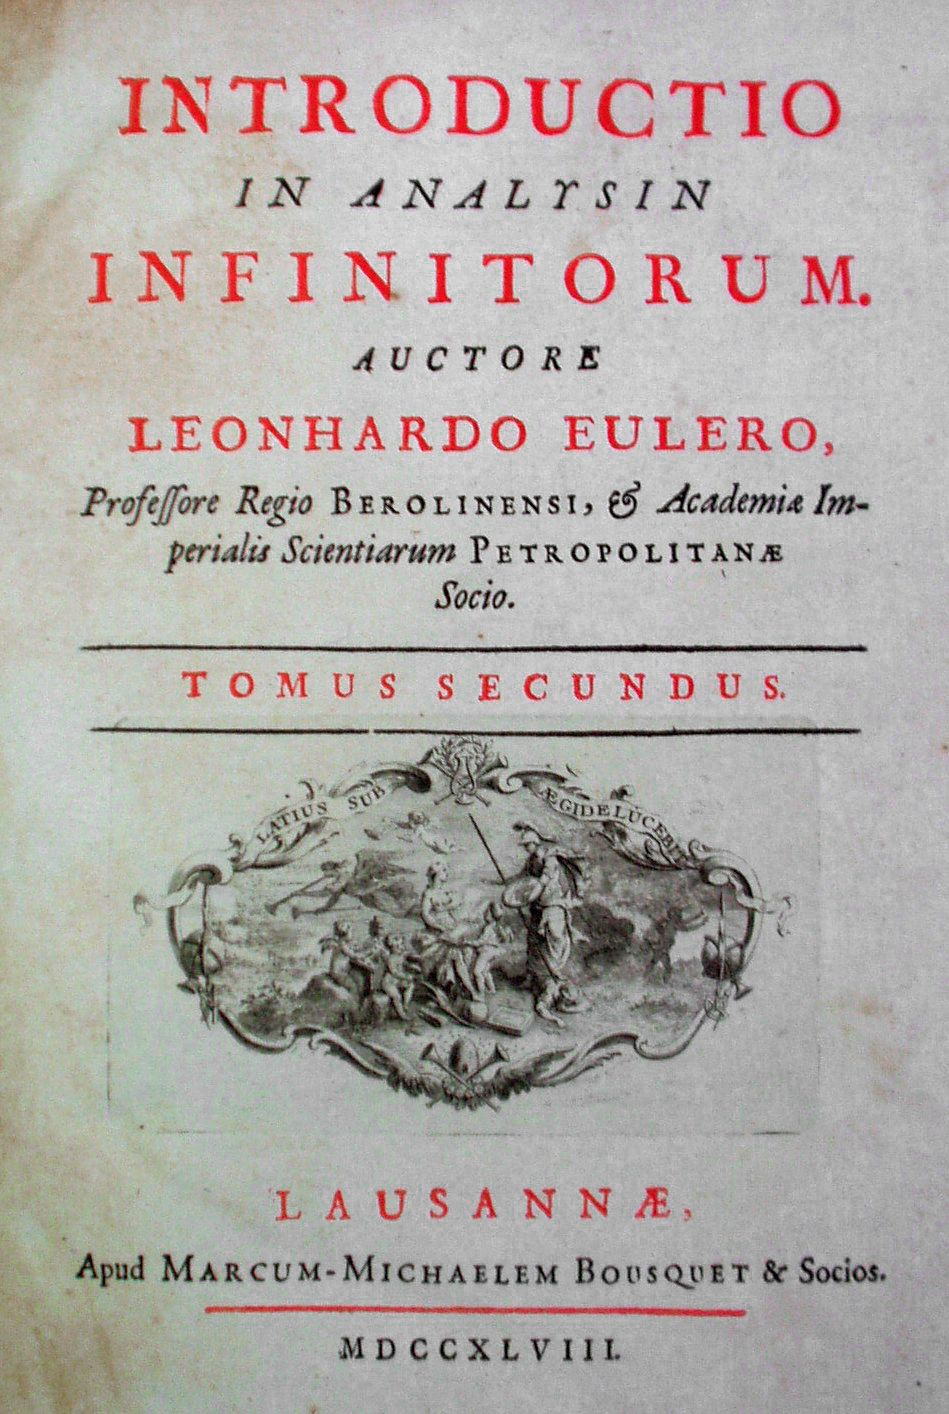 INTRODUCTIO
IN ANALYSIN
INFINITORUM.
AUCTORE
LEONHARDO EULERO,
Profeſſore Regio BEROLINENSI, & Academiæ Im-
perialis Scientiarum PETROPOLITANÆ
Socio.
TOMUS SECUNDUS.
LATIUS SUB ÆGIDE LUCEBIT
LAUSANNÆ,
Apud MARCUM-MICHAELEM BOUSQUET & Socios.
MDCCXLVIII.